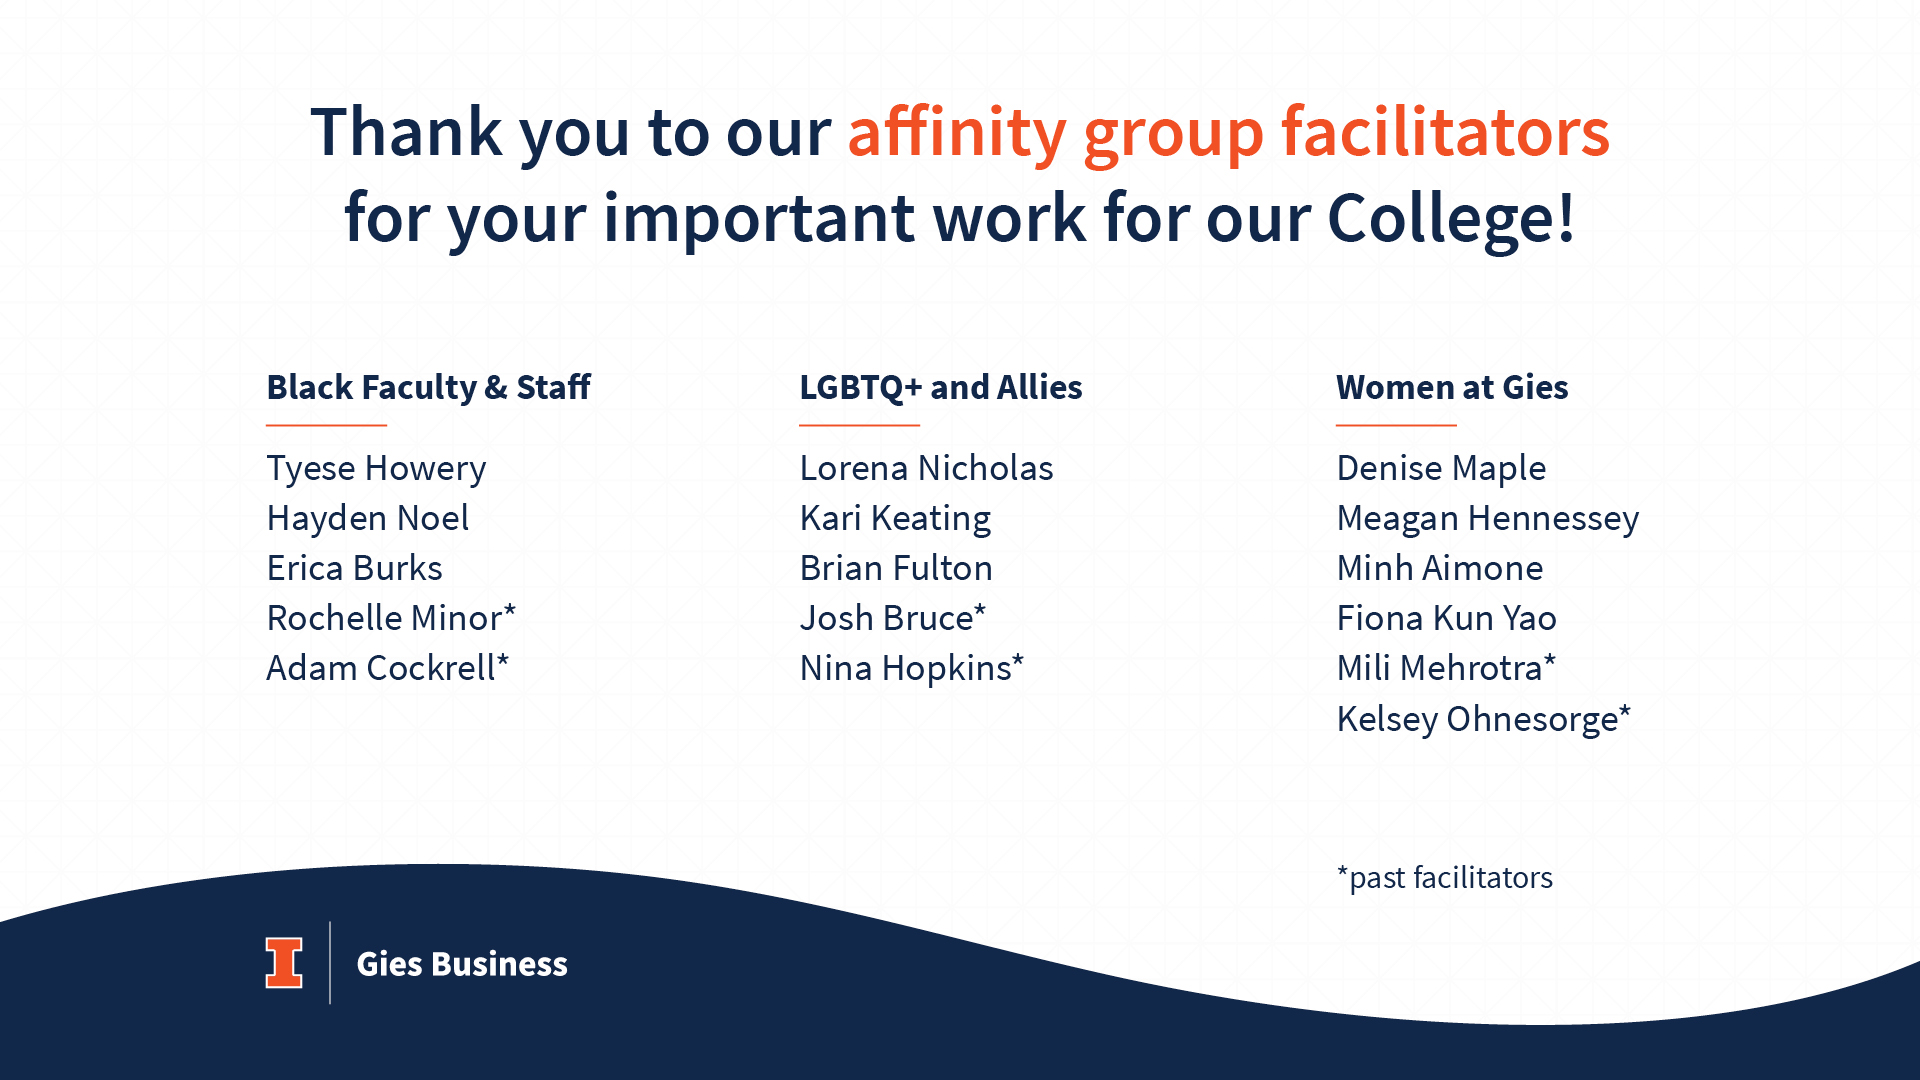 Thank you to our affinity group facilitators
for your important work for our College!
Black Faculty & Staff
Tyese Howery
Hayden Noel
Erica Burks
Rochelle Minor*
Adam Cockrell*
LGBTQ+ and Allies
Lorena Nicholas
Kari Keating
Brian Fulton
Josh Bruce*
Nina Hopkins*
Women at Gies
Denise Maple
Meagan Hennessey
Minh Aimone
Fiona Kun Yao
Mili Mehrotra*
Kelsey Ohnesorge*
*past facilitators
I Gies Business